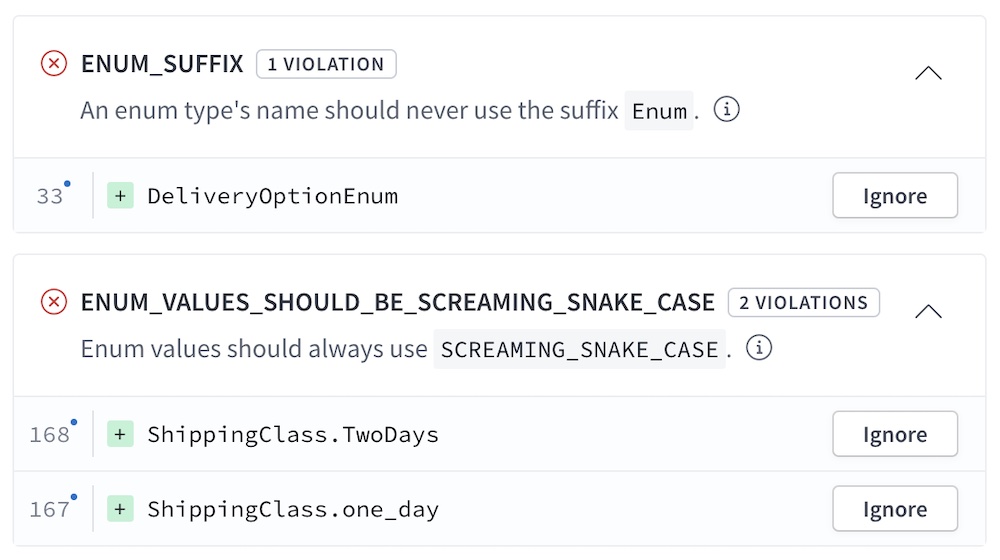 ENUM_SUFFIX 1 VIOLATION
An enum type's name should never use the suffix Enum.
33 + DeliveryOptionEnum Ignore
ENUM_VALUES_SHOULD_BE_SCREAMING_SNAKE_CASE 2 VIOLATIONS
Enum values should always use SCREAMING_SNAKE_CASE.
168 + ShippingClass.TwoDays Ignore
167 + ShippingClass.one_day Ignore